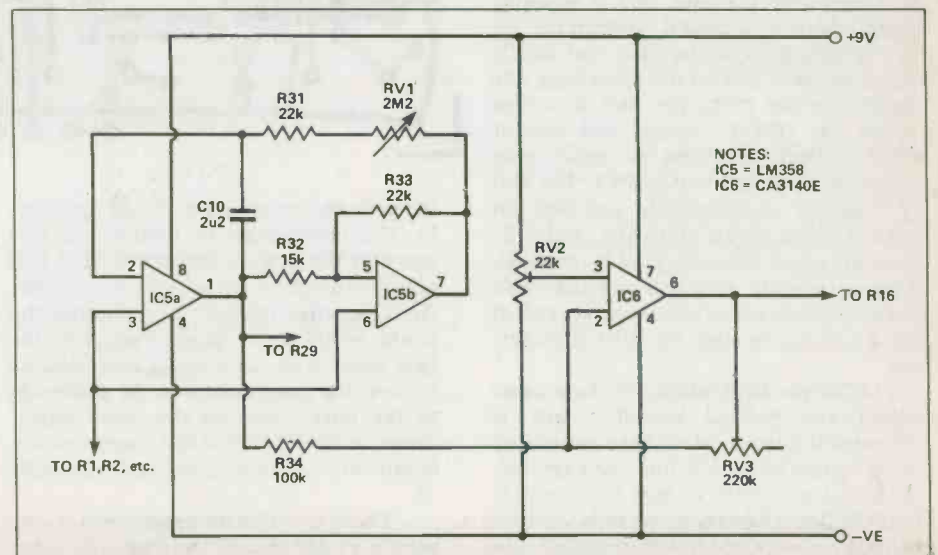 +9V
R31
22k
RV1
2M2
NOTES:
IC5 = LM358
IC6 = CA3140E
R33
22k
C10
2u2
R32
15k
RV2
22k
2
8
1
IC5a
3
4
5
7
IC5b
6
3
7
6
IC6
2
4
TO R16
TO R29
TO R1,R2, etc.
R34
100k
RV3
220k
–VE